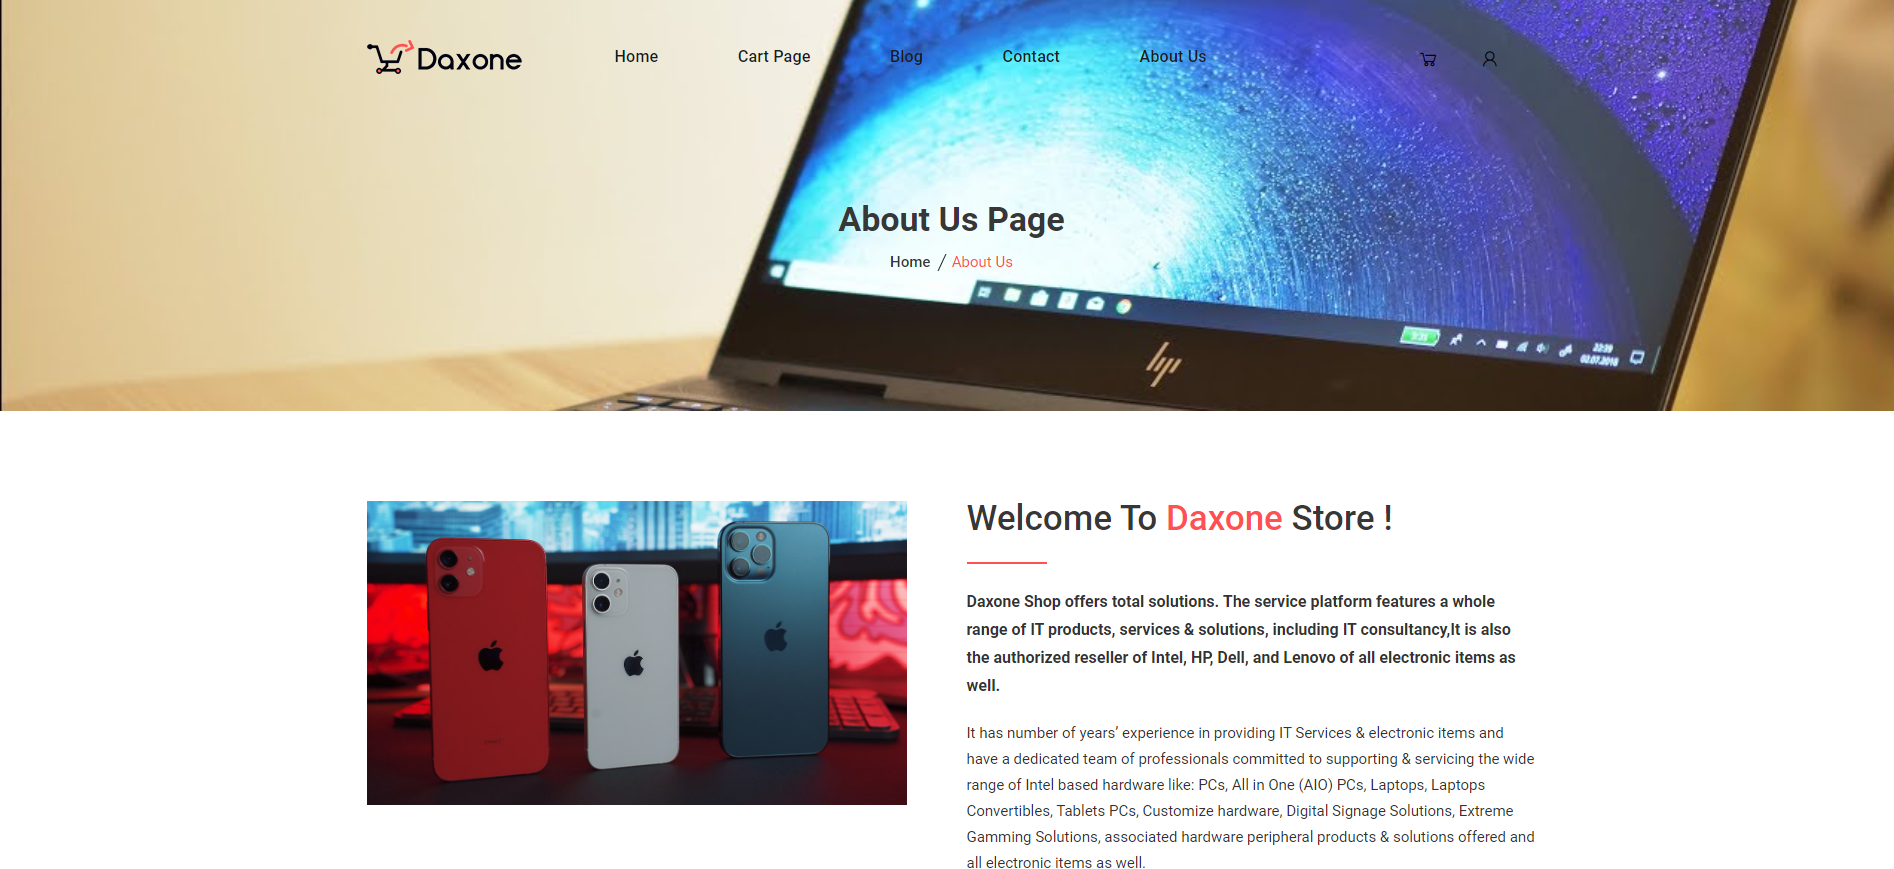 Daxone
Home
Cart Page
Blog
Contact
About Us
About Us Page
Home / About Us
22:39
02.07.2018
hp
Welcome To Daxone Store !
Daxone Shop offers total solutions. The service platform features a whole
range of IT products, services & solutions, including IT consultancy,It is also
the authorized reseller of Intel, HP, Dell, and Lenovo of all electronic items as
well.
It has number of years’ experience in providing IT Services & electronic items and
have a dedicated team of professionals committed to supporting & servicing the wide
range of Intel based hardware like: PCs, All in One (AIO) PCs, Laptops, Laptops
Convertibles, Tablets PCs, Customize hardware, Digital Signage Solutions, Extreme
Gamming Solutions, associated hardware peripheral products & solutions offered and
all electronic items as well.